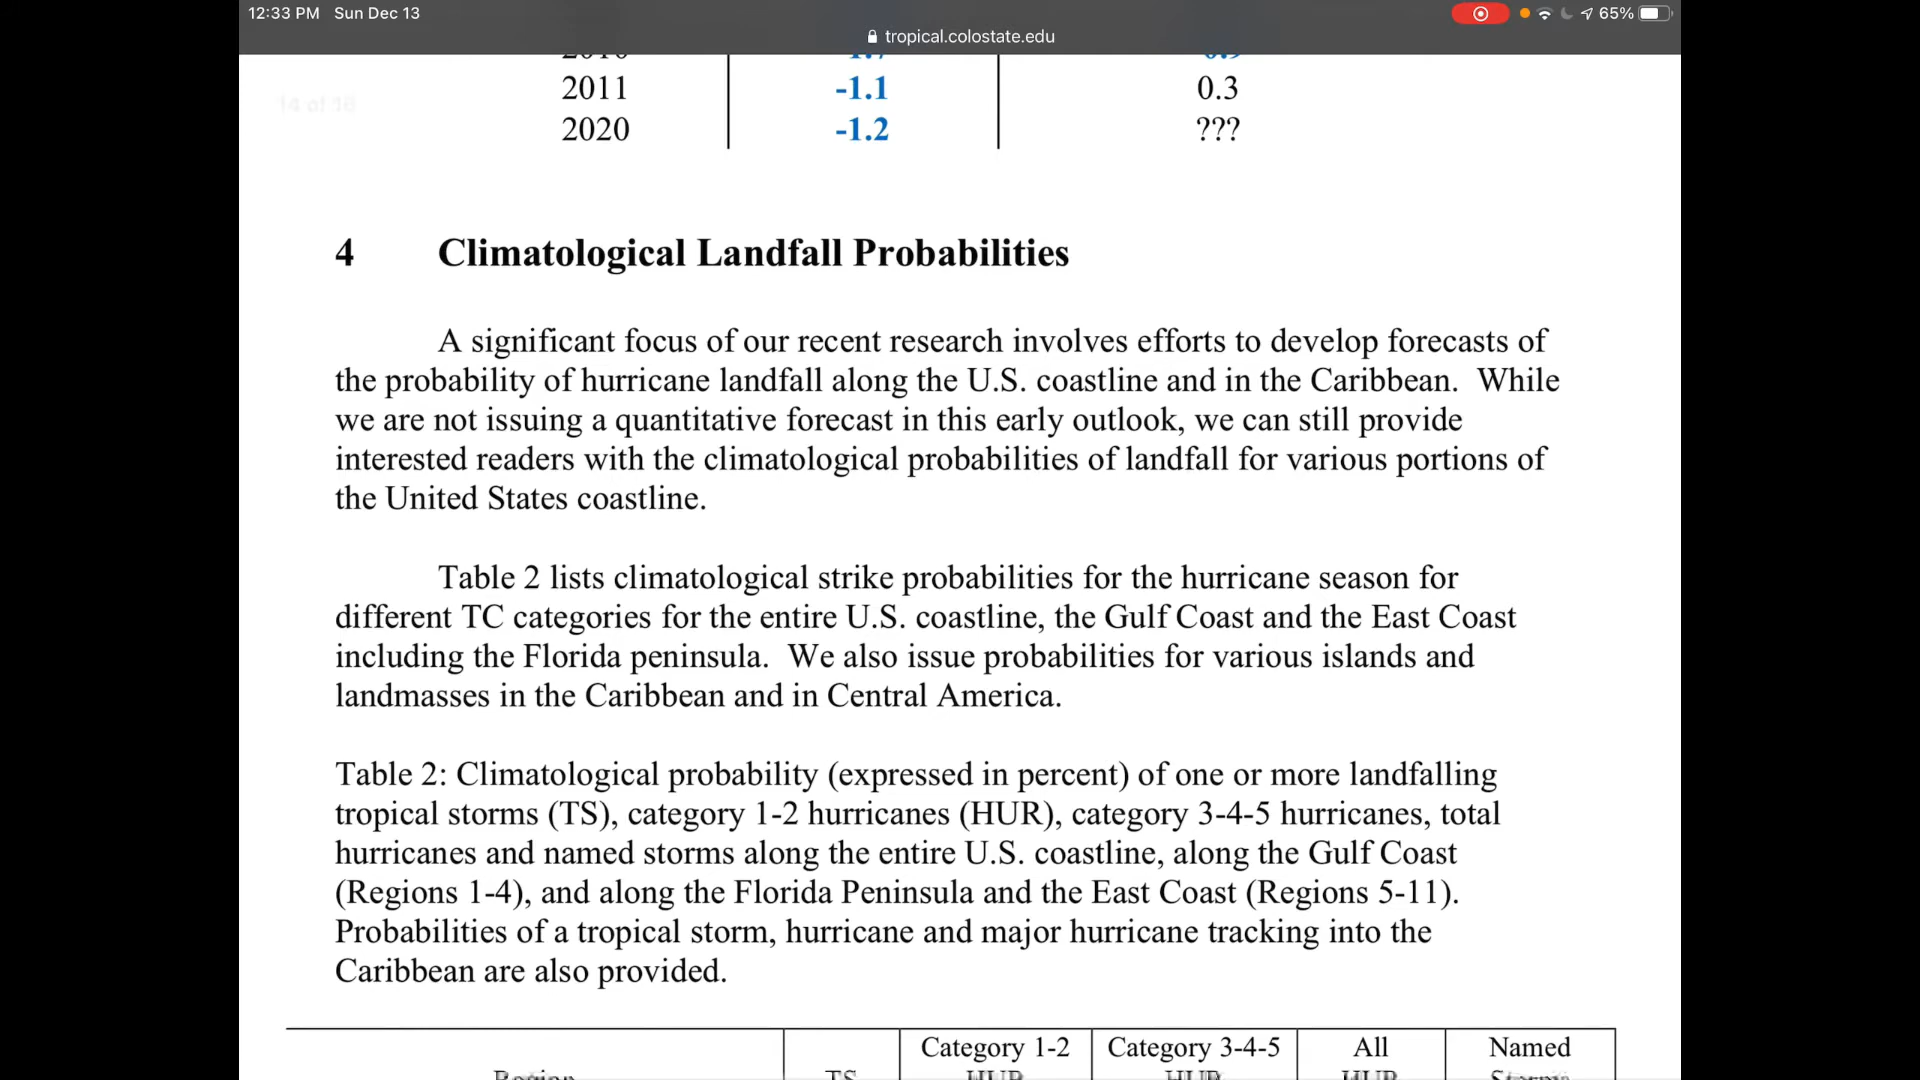 12:33 PM Sun Dec 13
65%
tropical.colostate.edu
14 of 18
2011 -1.1 0.3
2020 -1.2 ???
4 Climatological Landfall Probabilities
A significant focus of our recent research involves efforts to develop forecasts of
the probability of hurricane landfall along the U.S. coastline and in the Caribbean. While
we are not issuing a quantitative forecast in this early outlook, we can still provide
interested readers with the climatological probabilities of landfall for various portions of
the United States coastline.
Table 2 lists climatological strike probabilities for the hurricane season for
different TC categories for the entire U.S. coastline, the Gulf Coast and the East Coast
including the Florida peninsula. We also issue probabilities for various islands and
landmasses in the Caribbean and in Central America.
Table 2: Climatological probability (expressed in percent) of one or more landfalling
tropical storms (TS), category 1-2 hurricanes (HUR), category 3-4-5 hurricanes, total
hurricanes and named storms along the entire U.S. coastline, along the Gulf Coast
(Regions 1-4), and along the Florida Peninsula and the East Coast (Regions 5-11).
Probabilities of a tropical storm, hurricane and major hurricane tracking into the
Caribbean are also provided.
Category 1-2 Category 3-4-5 All Named
Region TS HUR HUR HUR Storms